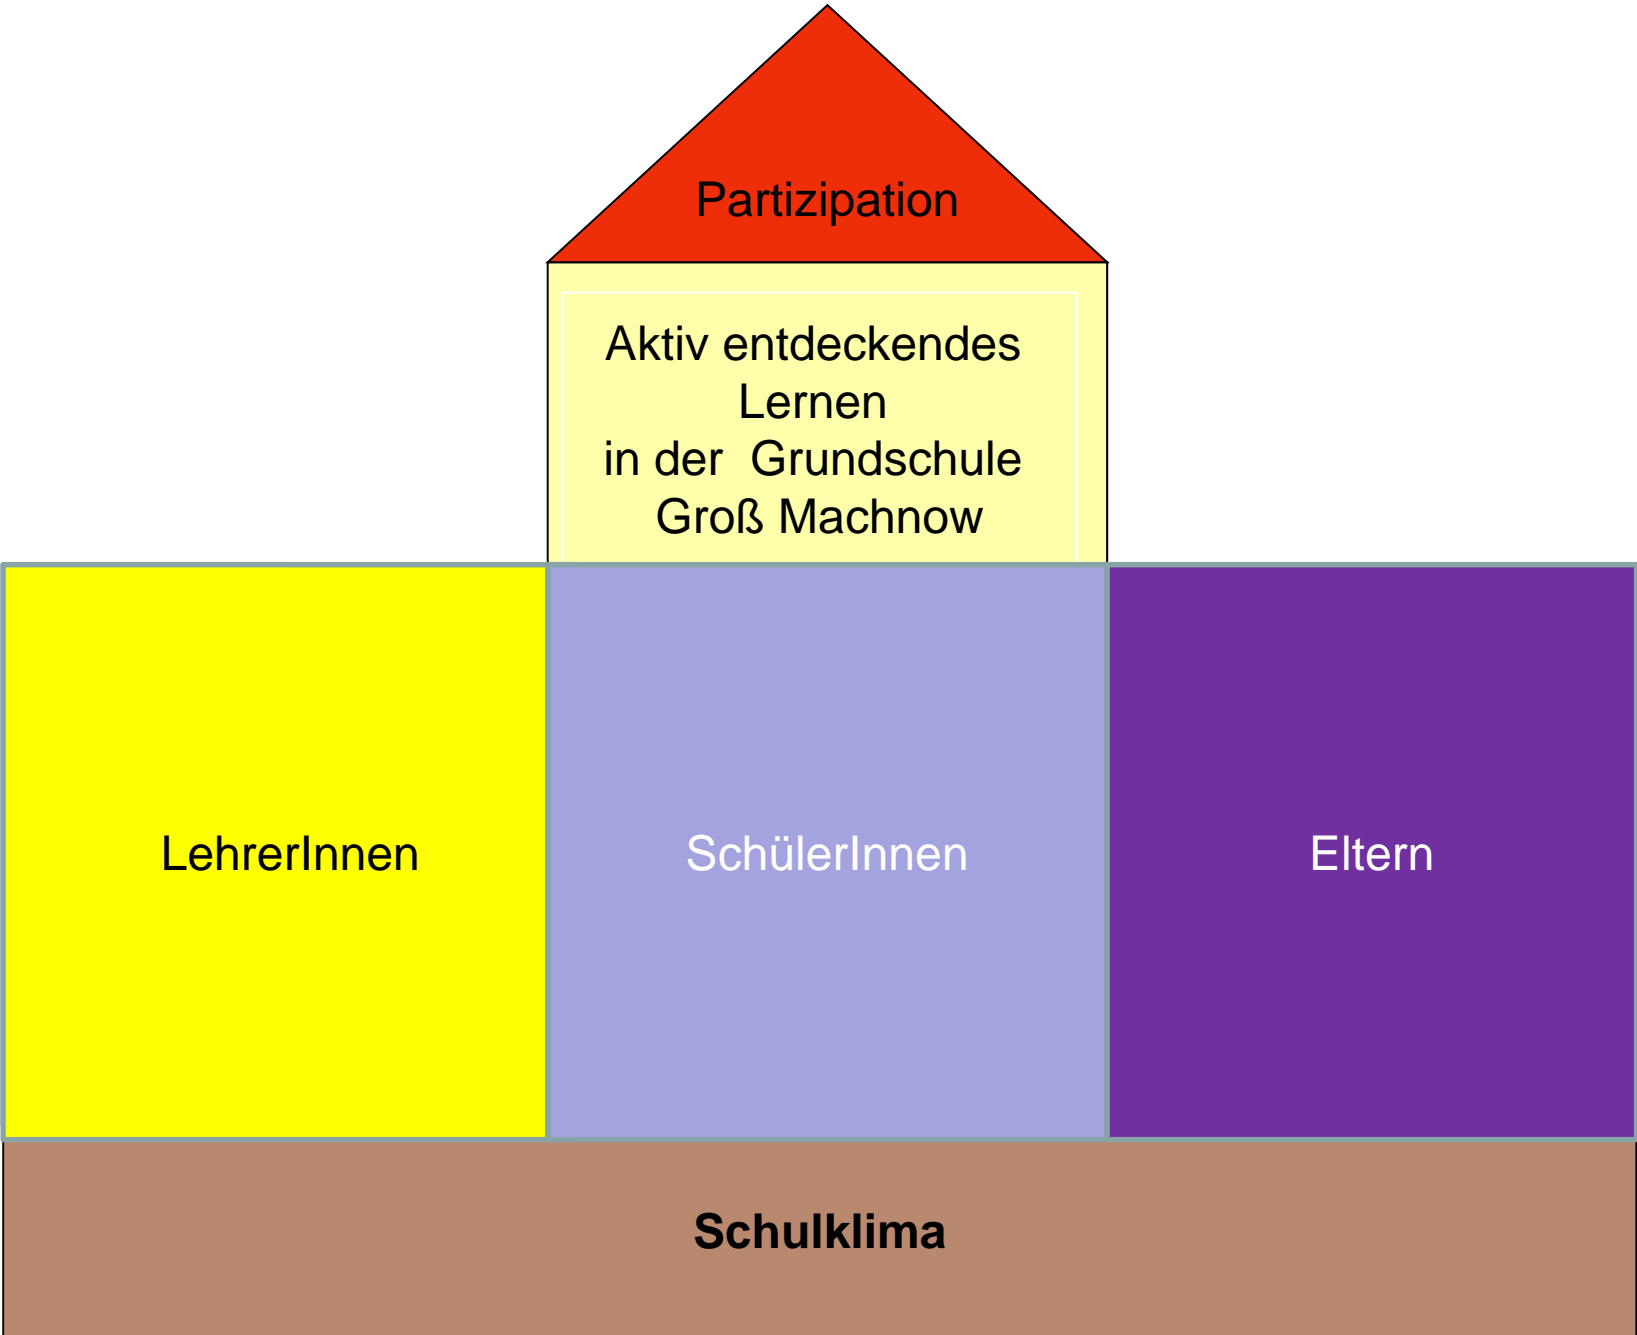 Partizipation
Aktiv entdeckendes
Lernen
in der  Grundschule
Groß Machnow
LehrerInnen
SchülerInnen
Eltern
Schulklima